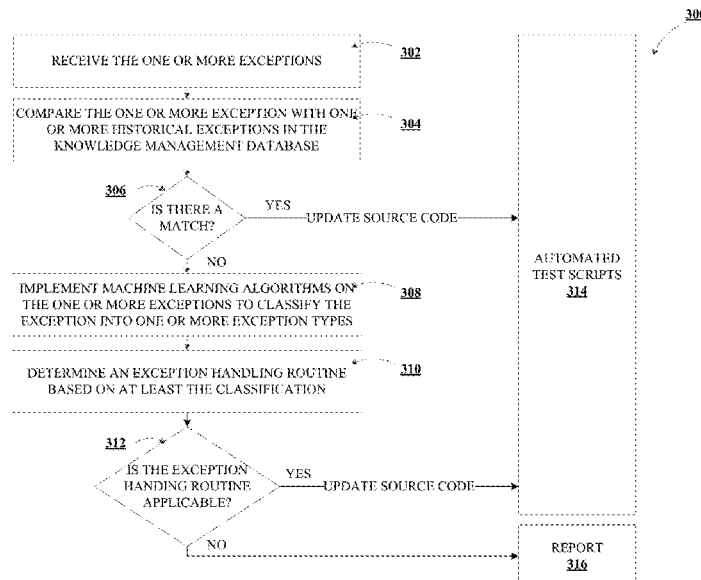 300
RECEIVE THE ONE OR MORE EXCEPTIONS
302
COMPARE THE ONE OR MORE EXCEPTION WITH ONE
OR MORE HISTORICAL EXCEPTIONS IN THE
KNOWLEDGE MANAGEMENT DATABASE
304
306
IS THERE A
MATCH?
YES
UPDATE SOURCE CODE
NO
IMPLEMENT MACHINE LEARNING ALGORITHMS ON
THE ONE OR MORE EXCEPTIONS TO CLASSIFY THE
EXCEPTION INTO ONE OR MORE EXCEPTION TYPES
308
DETERMINE AN EXCEPTION HANDLING ROUTINE
BASED ON AT LEAST THE CLASSIFICATION
310
312
IS THE EXCEPTION
HANDING ROUTINE
APPLICABLE?
YES
UPDATE SOURCE CODE
NO
AUTOMATED
TEST SCRIPTS
314
REPORT
316